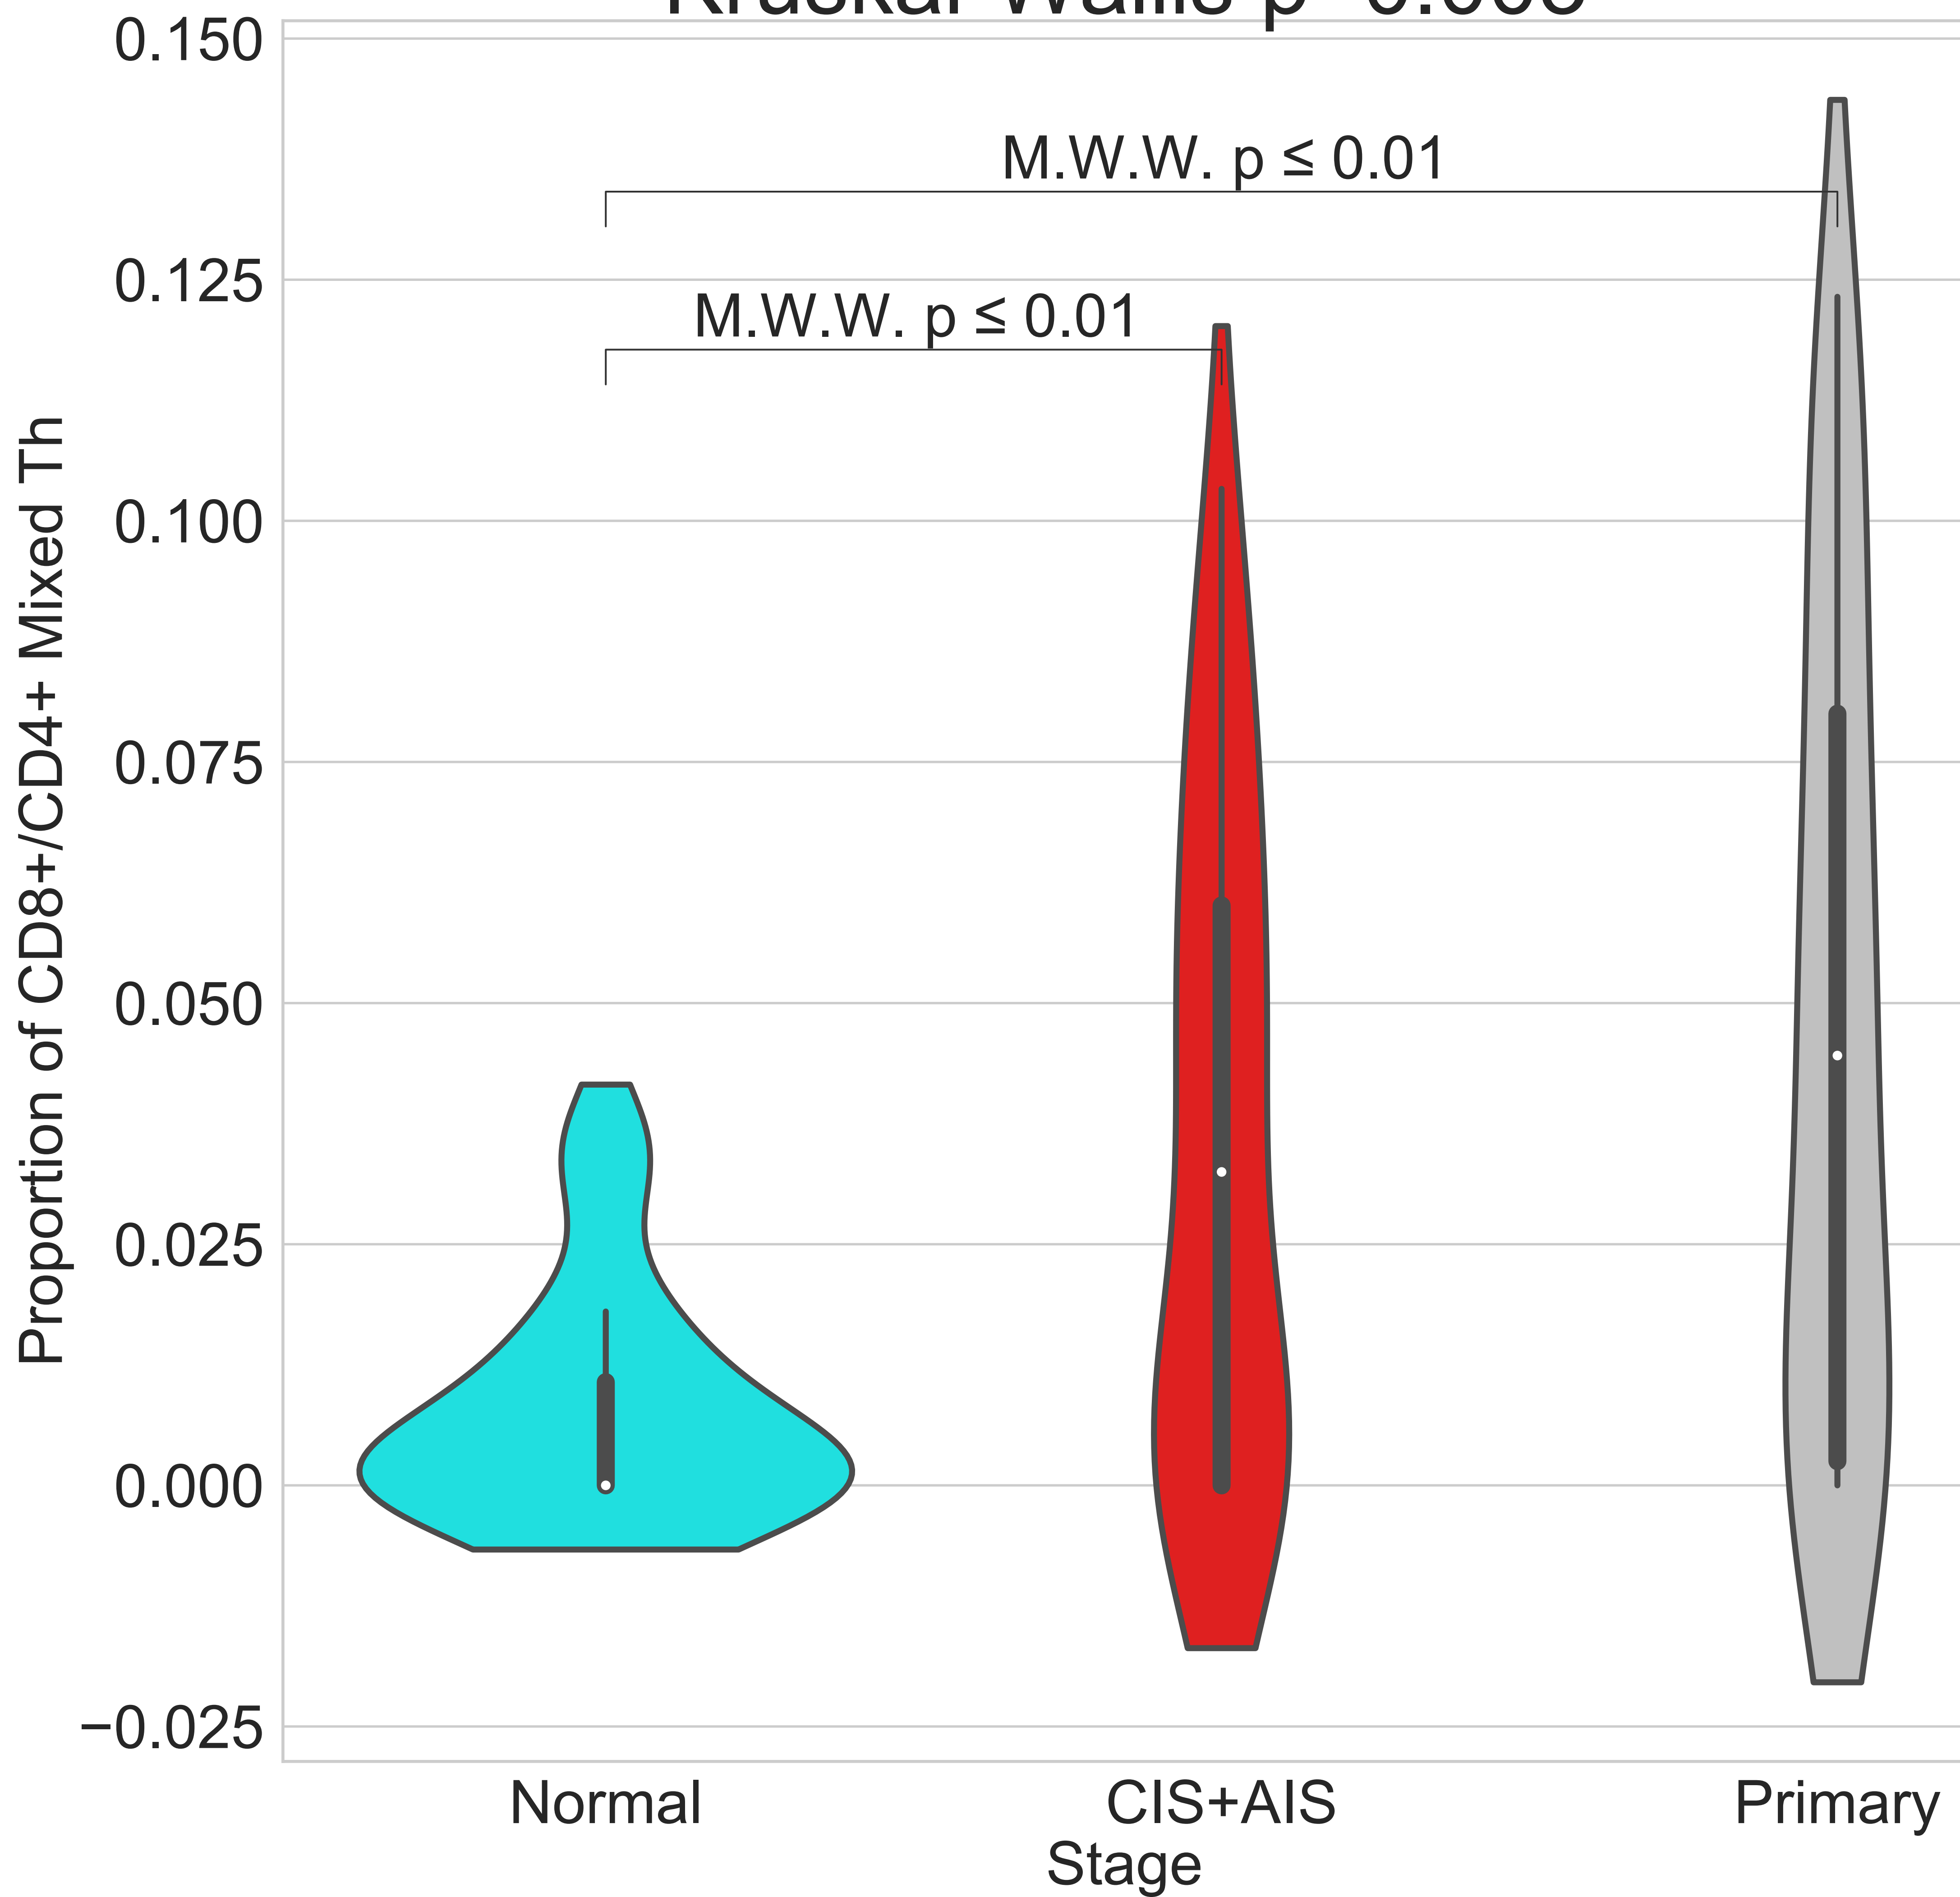 0.150
M.W.W. p ≤ 0.01
0.125
M.W.W. p ≤ 0.01
0.100
0.075
0.050
0.025
0.000
−0.025
Proportion of CD8+/CD4+ Mixed Th
Normal CIS+AIS Primary
Stage